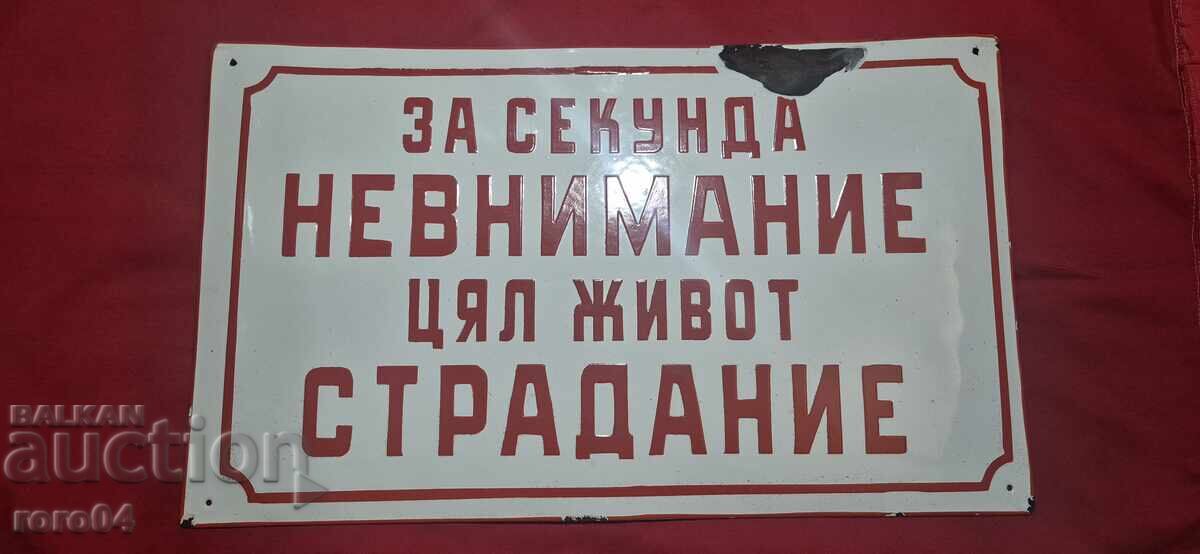 ЗА СЕКУНДА
НЕВНИМАНИЕ
ЦЯЛ ЖИВОТ
СТРАДАНИЕ
BALKAN
auction
roro04